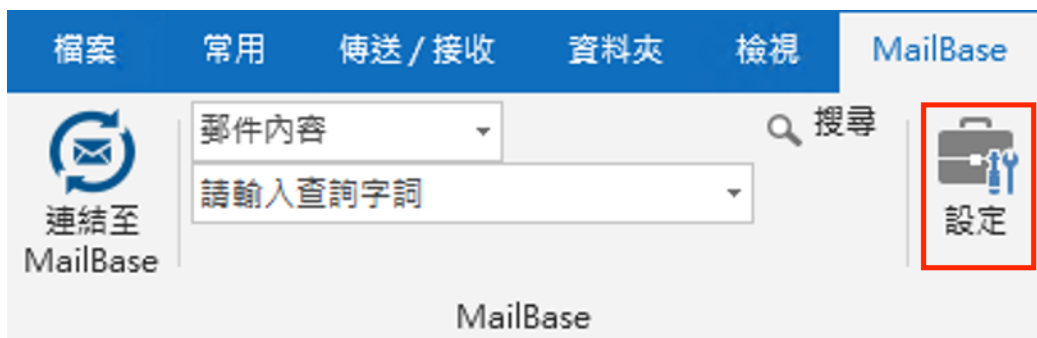 檔案 常用 傳送 / 接收 資料夾 檢視 MailBase
郵件內容
搜尋
請輸入查詢字詞
連結至
MailBase
設定
MailBase